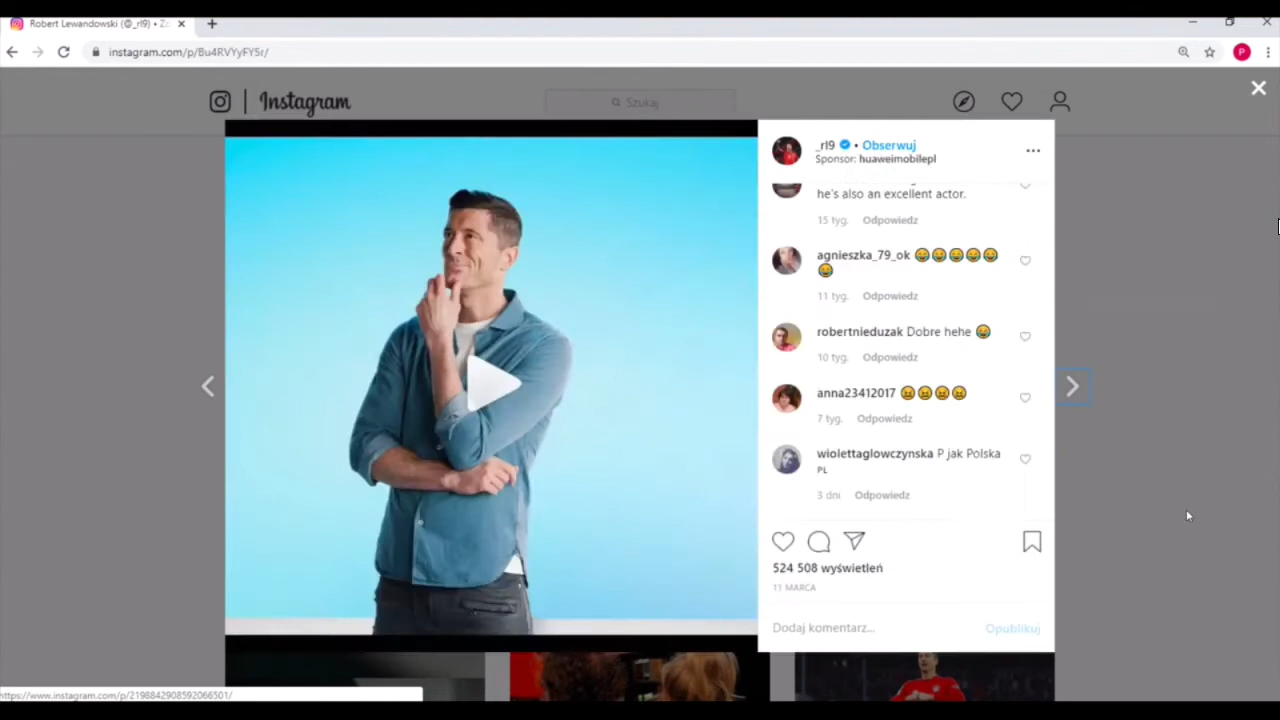 Robert Lewandowski (@_rl9) • Z
instagram.com/p/Bu4RVYyFY5r/
P
Instagram
Szukaj
_rl9 • Obserwuj
Sponsor: huaweimobilepl
he's also an excellent actor.
15 tyg. Odpowiedz
agnieszka_79_ok 😂😂😂😂😂
😂
11 tyg. Odpowiedz
robertnieduzak Dobre hehe 😂
10 tyg. Odpowiedz
anna23412017 😖😖😖😖
7 tyg. Odpowiedz
wiolettaglowczynska P jak Polska
PL
3 dni Odpowiedz
524 508 wyświetleń
11 MARCA
Dodaj komentarz... Opublikuj
https://www.instagram.com/p/2198842908592066501/